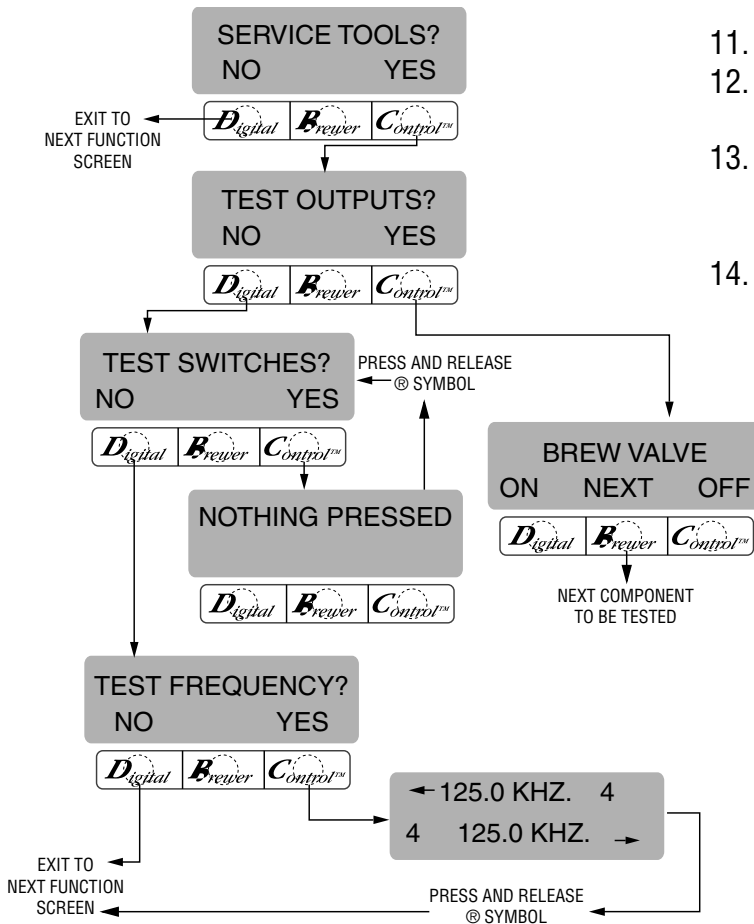 SERVICE TOOLS?
NO YES
EXIT TO
NEXT FUNCTION
SCREEN
Digital Brewer Control™
TEST OUTPUTS?
NO YES
Digital Brewer Control™
TEST SWITCHES?
NO YES
PRESS AND RELEASE
® SYMBOL
Digital Brewer Control™
NOTHING PRESSED
Digital Brewer Control™
BREW VALVE
ON NEXT OFF
Digital Brewer Control™
NEXT COMPONENT
TO BE TESTED
TEST FREQUENCY?
NO YES
Digital Brewer Control™
125.0 KHZ. 4
4 125.0 KHZ.
EXIT TO
NEXT FUNCTION
SCREEN
PRESS AND RELEASE
® SYMBOL
11.
12.
13.
14.